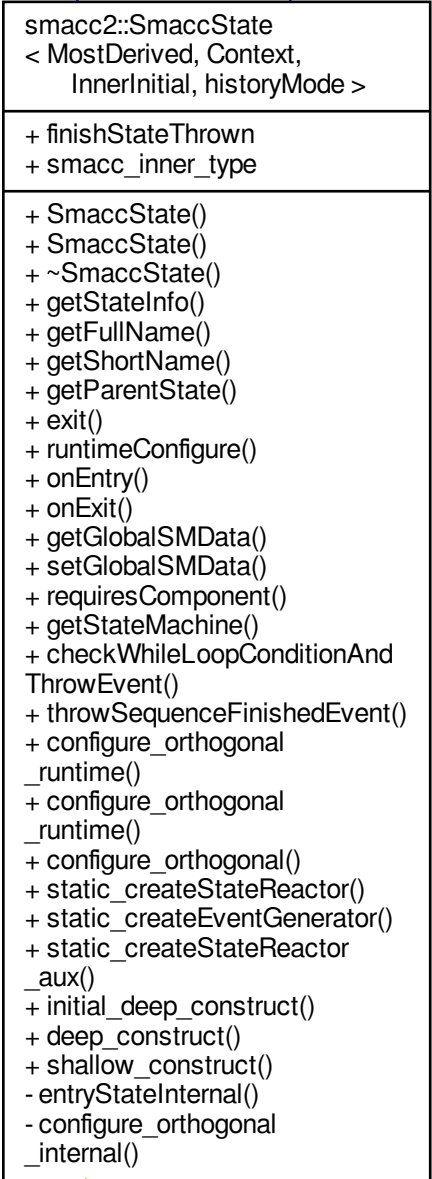 smacc2::SmaccState
< MostDerived, Context,
InnerInitial, historyMode >
+ finishStateThrown
+ smacc_inner_type
+ SmaccState()
+ SmaccState()
+ ~SmaccState()
+ getStateInfo()
+ getFullName()
+ getShortName()
+ getParentState()
+ exit()
+ runtimeConfigure()
+ onEntry()
+ onExit()
+ getGlobalSMData()
+ setGlobalSMData()
+ requiresComponent()
+ getStateMachine()
+ checkWhileLoopConditionAnd
ThrowEvent()
+ throwSequenceFinishedEvent()
+ configure_orthogonal
_runtime()
+ configure_orthogonal
_runtime()
+ configure_orthogonal()
+ static_createStateReactor()
+ static_createEventGenerator()
+ static_createStateReactor
_aux()
+ initial_deep_construct()
+ deep_construct()
+ shallow_construct()
- entryStateInternal()
- configure_orthogonal
_internal()